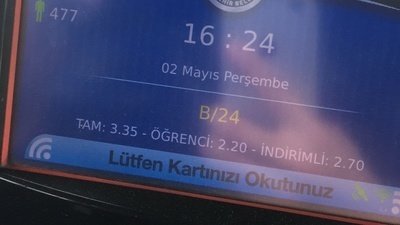 477
16 : 24
02 Mayıs Perşembe
B/24
TAM: 3.35 - ÖĞRENCİ: 2.20 - İNDİRİMLİ: 2.70
Lütfen Kartınızı Okutunuz